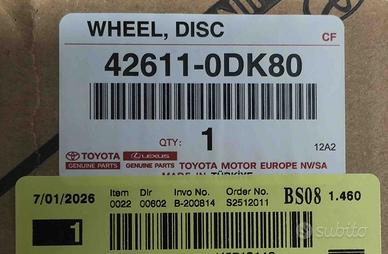 WHEEL, DISC
CF
42611-0DK80
QTY: 1
12A2
TOYOTA LEXUS
GENUINE PARTS GENUINE PARTS TOYOTA MOTOR EUROPE NV/SA
MADE IN TÜRKİYE
7/01/2026 Item Dir Invo No. Order No. BS08 1.460
0022 00602 B-200814 S2512011
1
subito